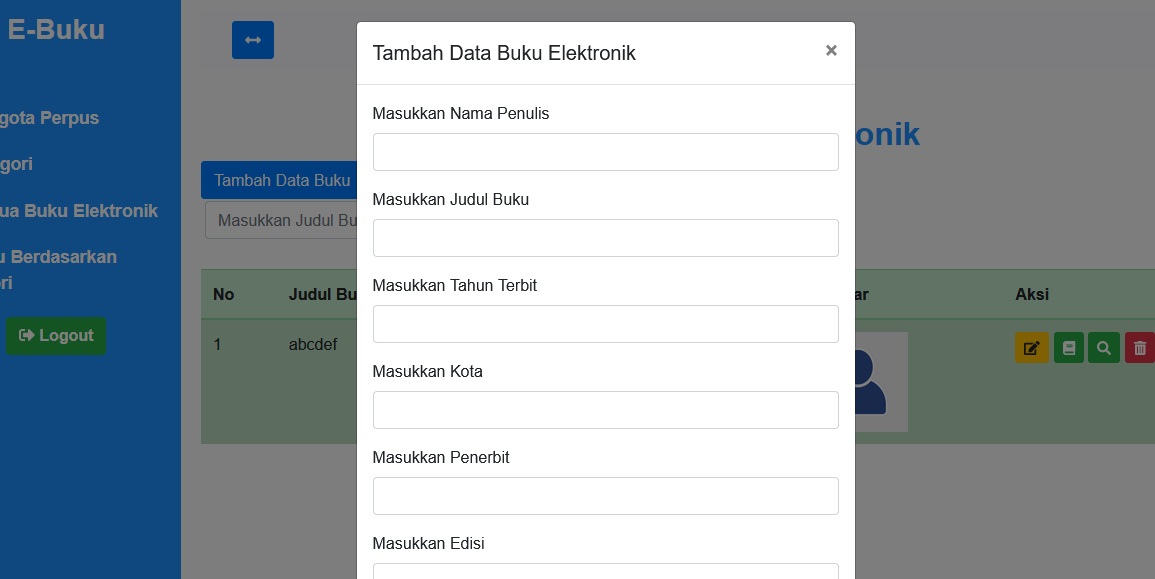 E-Buku
gota Perpus
gori
ua Buku Elektronik
u Berdasarkan
ri
Logout
Tambah Data Buku Elektronik
×
Masukkan Nama Penulis
Masukkan Judul Buku
Masukkan Tahun Terbit
Masukkan Kota
Masukkan Penerbit
Masukkan Edisi
onik
Tambah Data Buku
Masukkan Judul Bu
No
Judul Bu
ar
Aksi
1
abcdef